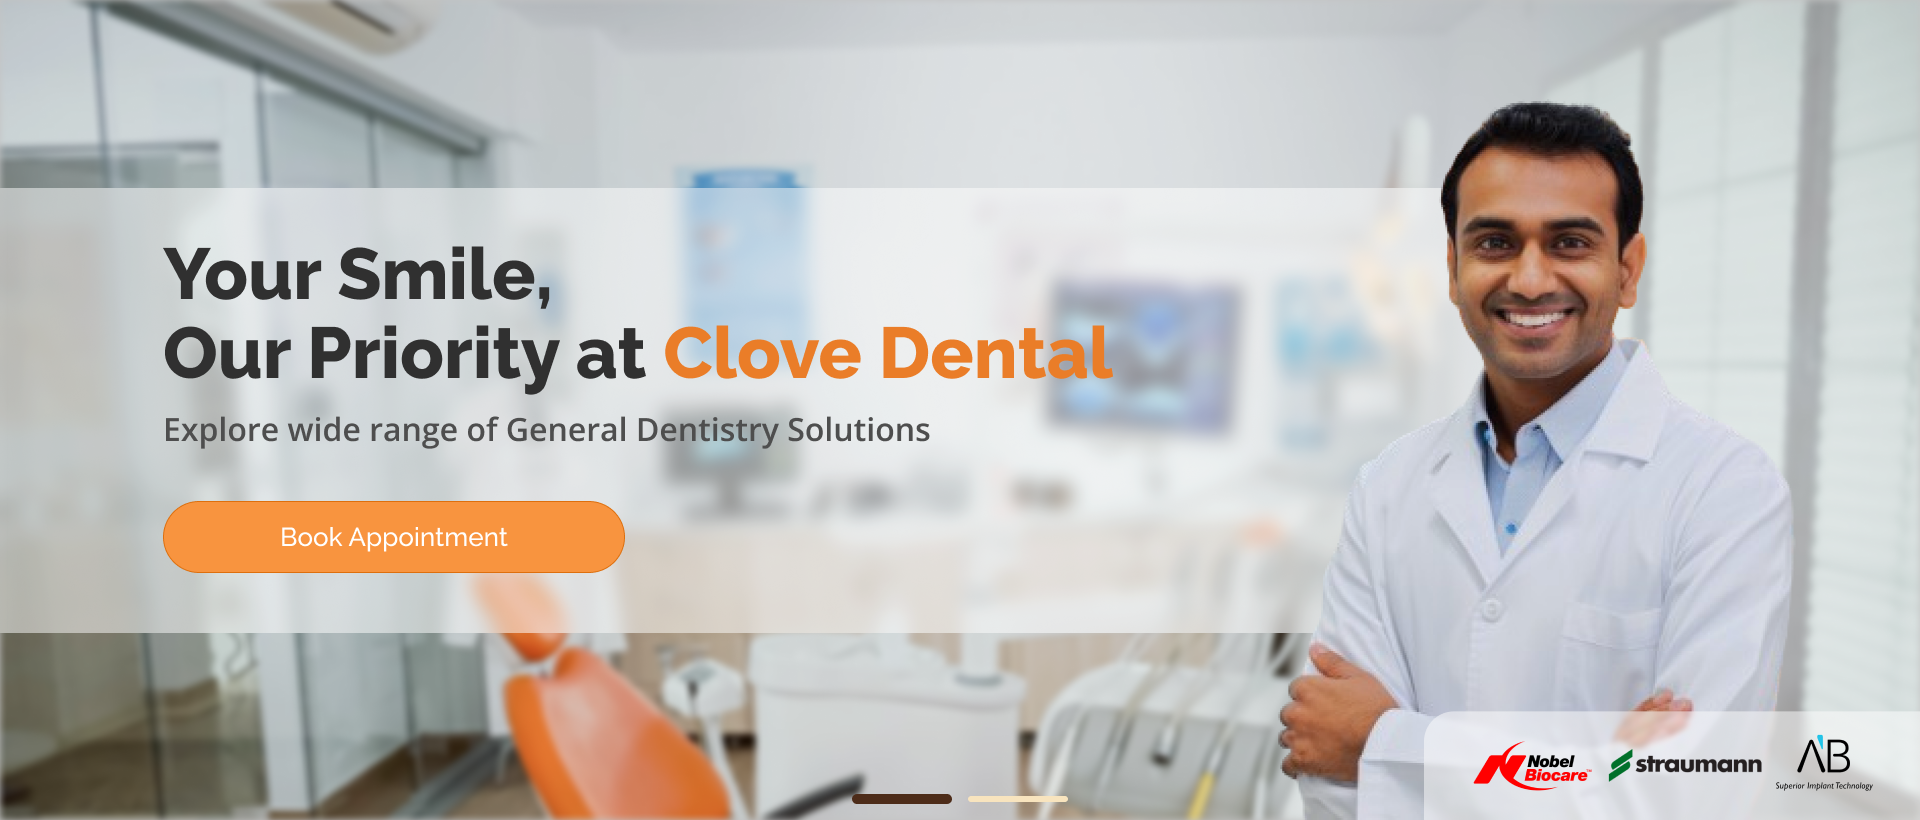 Your Smile,
Our Priority at Clove Dental
Explore wide range of General Dentistry Solutions
Book Appointment
Nobel
Biocare™
straumann
AB
Superior Implant Technology